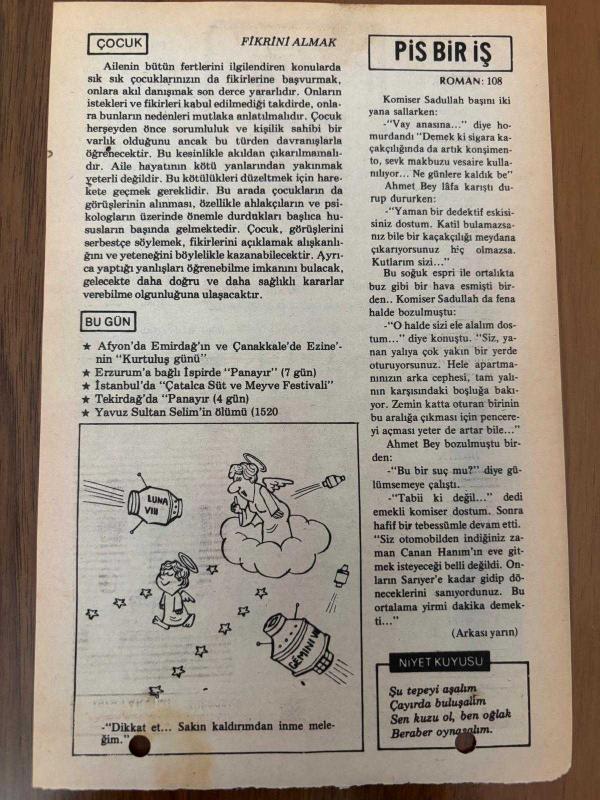 ÇOCUK
FİKRİNİ ALMAK
Ailenin bütün fertlerini ilgilendiren konularda
sık sık çocuklarınızın da fikirlerine başvurmak,
onlara akıl danışmak son derce yararlıdır. Onların
istekleri ve fikirleri kabul edilmediği takdirde, onla-
ra bunların nedenleri mutlaka anlatılmalıdır. Çocuk
herşeyden önce sorumluluk ve kişilik sahibi bir
varlık olduğunu ancak bu türden davranışlarla
öğrenecektir. Bu kesinlikle akıldan çıkarılmamalı-
dır. Aile hayatının kötü yanlarından yakınmak
yeterli değildir. Bu kötülükleri düzeltmek için hare-
kete geçmek gereklidir. Bu arada çocukların da
görüşlerinin alınması, özellikle ahlakçıların ve psi-
kologların üzerinde önemle durdukları başlıca hu-
susların başında gelmektedir. Çocuk, görüşlerini
serbestçe söylemek, fikirlerini açıklamak alışkanlı-
ğını ve yeteneğini böylelikle kazanabilecektir. Ayrı-
ca yaptığı yanlışları öğrenebilme imkanını bulacak,
gelecekte daha doğru ve daha sağlıklı kararlar
verebilme olgunluğuna ulaşacaktır.
BU GÜN
★ Afyon'da Emirdağ'ın ve Çanakkale'de Ezine'-
nin "Kurtuluş günü"
★ Erzurum'a bağlı Ispirde "Panayır" (7 gün)
★ İstanbul'da "Çatalca Süt ve Meyve Festivali"
★ Tekirdağ'da "Panayır (4 gün)
★ Yavuz Sultan Selim'in ölümü (1520
LUNA
VIII
GEMINI VII
-"Dikkat et... Sakın kaldırımdan inme mele-
ğim."
PİS BİR İŞ
ROMAN: 108
Komiser Sadullah başını iki
yana sallarken:
-"Vay anasına..." diye ho-
murdandı "Demek ki sigara ka-
çakçılığında da artık konşimen-
to, sevk makbuzu vesaire kulla-
nılıyor... Ne günlere kaldık be"
Ahmet Bey lâfa karıştı du-
rup dururken:
-"Yaman bir dedektif eskisi-
siniz dostum. Katil bulamazsa-
nız bile bir kaçakçılığı meydana
çıkarıyorsunuz hiç olmazsa.
Kutlarım sizi..."
Bu soğuk espri ile ortalıkta
buz gibi bir hava esmişti bir-
den.. Komiser Sadullah da fena
halde bozulmuştu:
-"O halde sizi ele alalım dos-
tum..." diye konuştu. "Siz, ya-
nan yalıya çok yakın bir yerde
oturuyorsunuz. Hele apartma-
nınızın arka cephesi, tam yalı-
nın karşısındaki boşluğa bakı-
yor. Zemin katta oturan birinin
bu aralığa çıkması için pencere-
yi açması yeter de artar bile..."
Ahmet Bey bozulmuştu bir-
den:
-"Bu bir suç mu?" diye gü-
lümsemeye çalıştı.
-"Tabii ki değil..." dedi
emekli komiser dostum. Sonra
hafif bir tebessümle devam etti.
"Siz otomobilden indiğiniz za-
man Canan Hanım'ın eve git-
mek isteyeceği belli değildi. On-
ların Sarıyer'e kadar gidip dö-
neceklerini sanıyordunuz. Bu
ortalama yirmi dakika demek-
ti..."
(Arkası yarın)
NİYET KUYUSU
Şu tepeyi aşalım
Çayırda buluşalım
Sen kuzu ol, ben oğlak
Beraber oynaşalım.